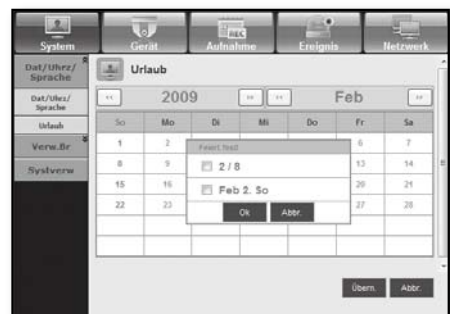 System Gerät Aufnahme Ereignis Netzwerk
REC
Dat/Uhrz/
Sprache
Dat/Uhrz/
Sprache
Urlaub
Verw.Br
Systverw
Urlaub
<< 2009 >> << Feb >>
So Mo Di Mi Do Fr Sa
1 2 6 7
8 9 13 14
15 16 20 21
22 23 27 28
Feiert.festl
2 / 8
Feb 2. So
Ok Abbr.
Übern. Abbr.